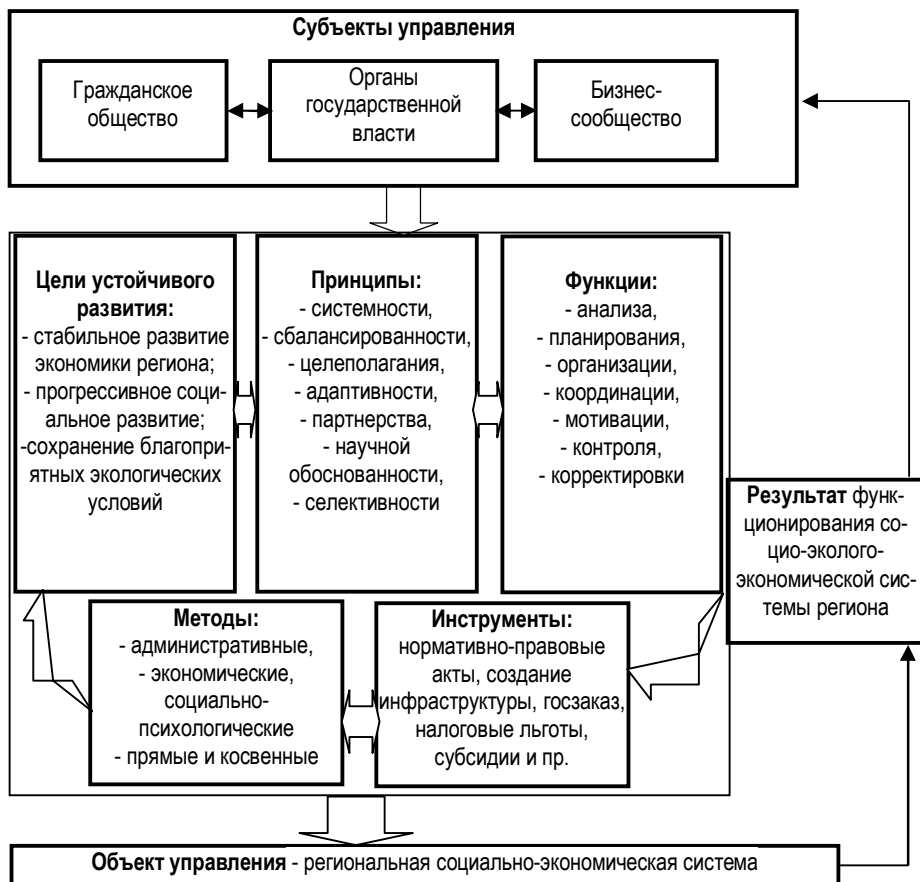 Субъекты управления
Гражданское
общество
Органы
государственной
власти
Бизнес-
сообщество
Цели устойчивого
развития:
- стабильное развитие
экономики региона;
- прогрессивное соци-
альное развитие;
-сохранение благопри-
ятных экологических
условий
Принципы:
- системности,
- сбалансированности,
- целеполагания,
- адаптивности,
- партнерства,
- научной
обоснованности,
- селективности
Функции:
- анализа,
- планирования,
- организации,
- координации,
- мотивации,
- контроля,
- корректировки
Результат функ-
ционирования со-
цио-эколого-
экономической сис-
темы региона
Методы:
- административные,
- экономические,
социально-
психологические
- прямые и косвенные
Инструменты:
нормативно-правовые
акты, создание
инфраструктуры, госзаказ,
налоговые льготы,
субсидии и пр.
Объект управления - региональная социально-экономическая система